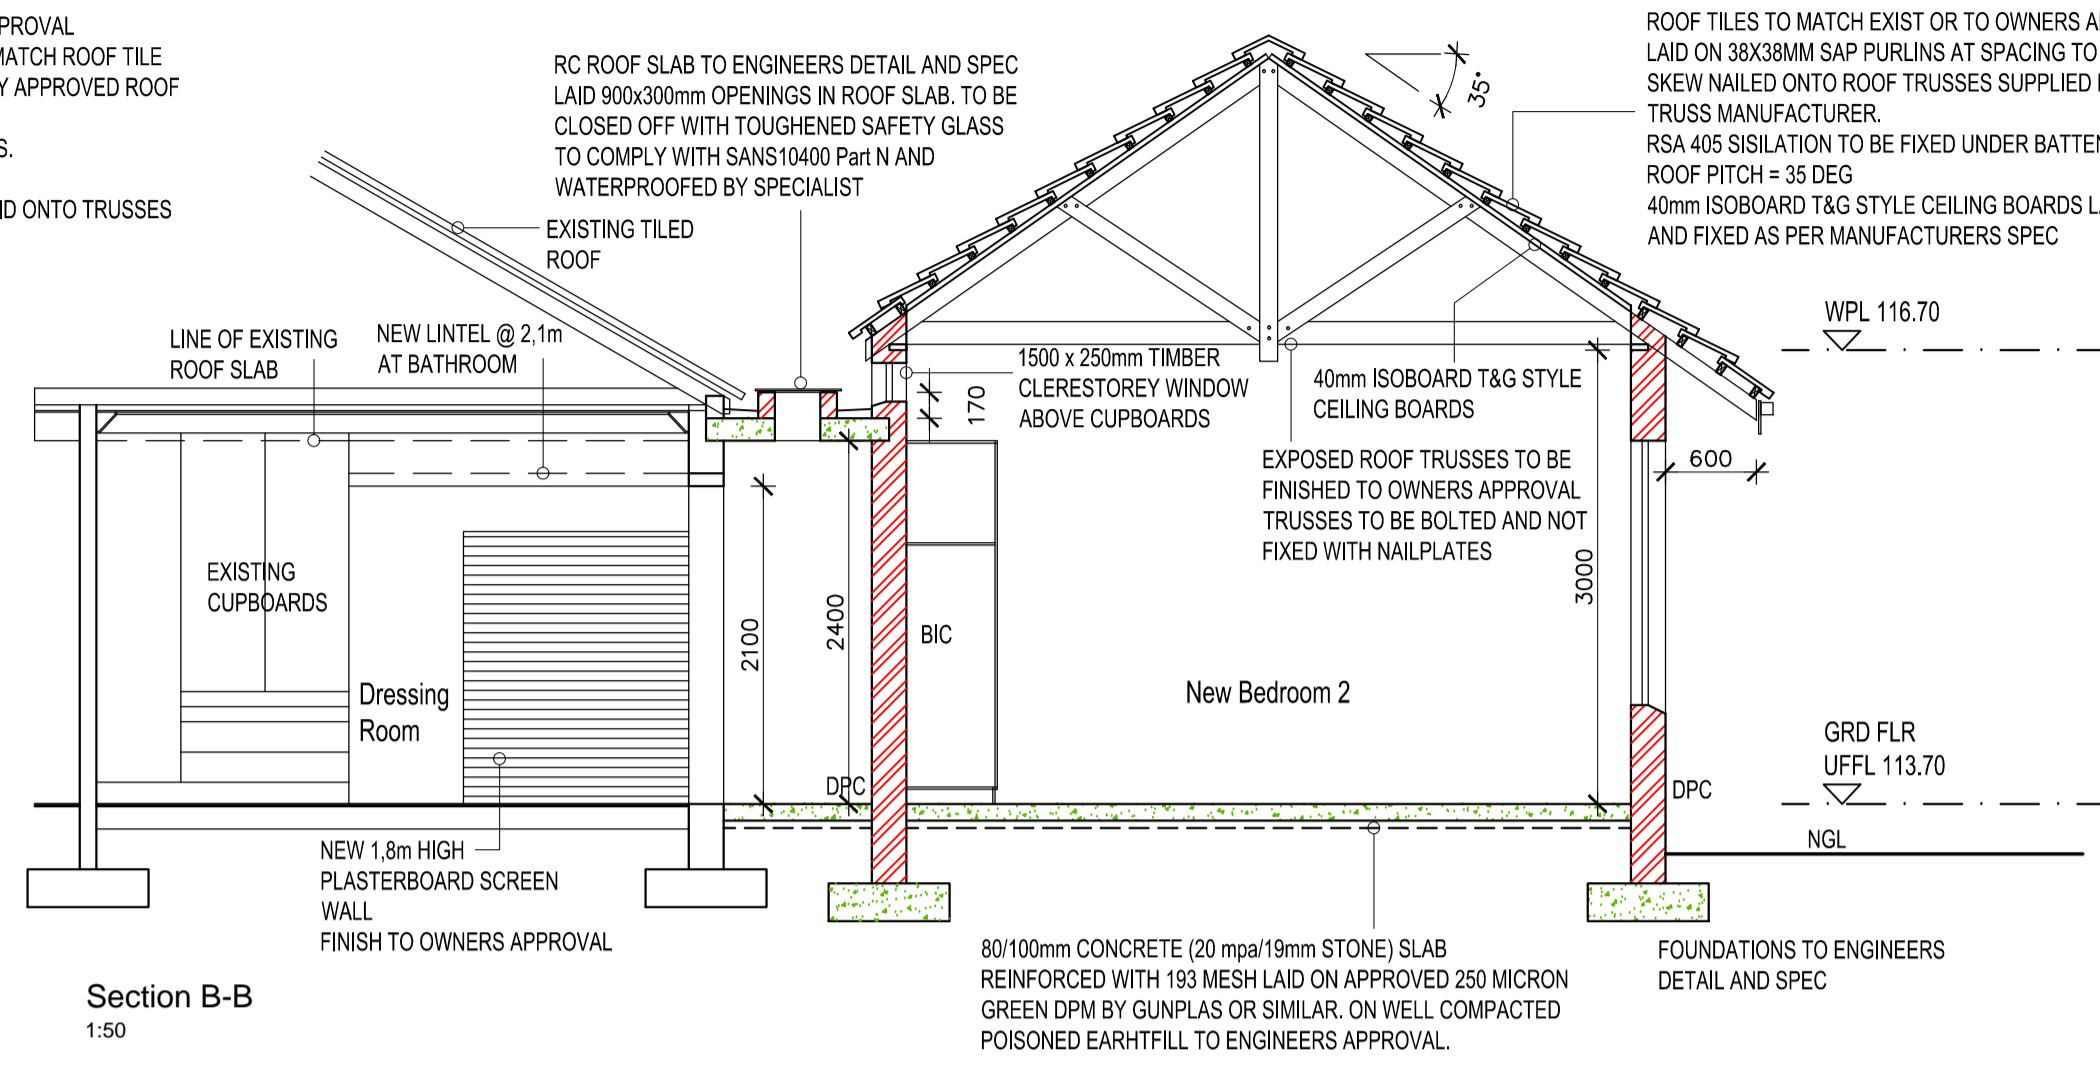 PROVAL
MATCH ROOF TILE
Y APPROVED ROOF
S.
ID ONTO TRUSSES
RC ROOF SLAB TO ENGINEERS DETAIL AND SPEC
LAID 900x300mm OPENINGS IN ROOF SLAB. TO BE
CLOSED OFF WITH TOUGHENED SAFETY GLASS
TO COMPLY WITH SANS10400 Part N AND
WATERPROOFED BY SPECIALIST
EXISTING TILED
ROOF
35°
ROOF TILES TO MATCH EXIST OR TO OWNERS A
LAID ON 38X38MM SAP PURLINS AT SPACING TO
SKEW NAILED ONTO ROOF TRUSSES SUPPLIED
TRUSS MANUFACTURER.
RSA 405 SISILATION TO BE FIXED UNDER BATTEN
ROOF PITCH = 35 DEG
40mm ISOBOARD T&G STYLE CEILING BOARDS L
AND FIXED AS PER MANUFACTURERS SPEC
LINE OF EXISTING
ROOF SLAB
NEW LINTEL @ 2,1m
AT BATHROOM
170
1500 x 250mm TIMBER
CLERESTOREY WINDOW
ABOVE CUPBOARDS
40mm ISOBOARD T&G STYLE
CEILING BOARDS
WPL 116.70
EXPOSED ROOF TRUSSES TO BE
FINISHED TO OWNERS APPROVAL
TRUSSES TO BE BOLTED AND NOT
FIXED WITH NAILPLATES
600
3000
EXISTING
CUPBOARDS
Dressing
Room
2100
2400
BIC
New Bedroom 2
GRD FLR
UFFL 113.70
DPC
DPC
NGL
NEW 1,8m HIGH
PLASTERBOARD SCREEN
WALL
FINISH TO OWNERS APPROVAL
80/100mm CONCRETE (20 mpa/19mm STONE) SLAB
REINFORCED WITH 193 MESH LAID ON APPROVED 250 MICRON
GREEN DPM BY GUNPLAS OR SIMILAR. ON WELL COMPACTED
POISONED EARHTFILL TO ENGINEERS APPROVAL.
FOUNDATIONS TO ENGINEERS
DETAIL AND SPEC
Section B-B
1:50